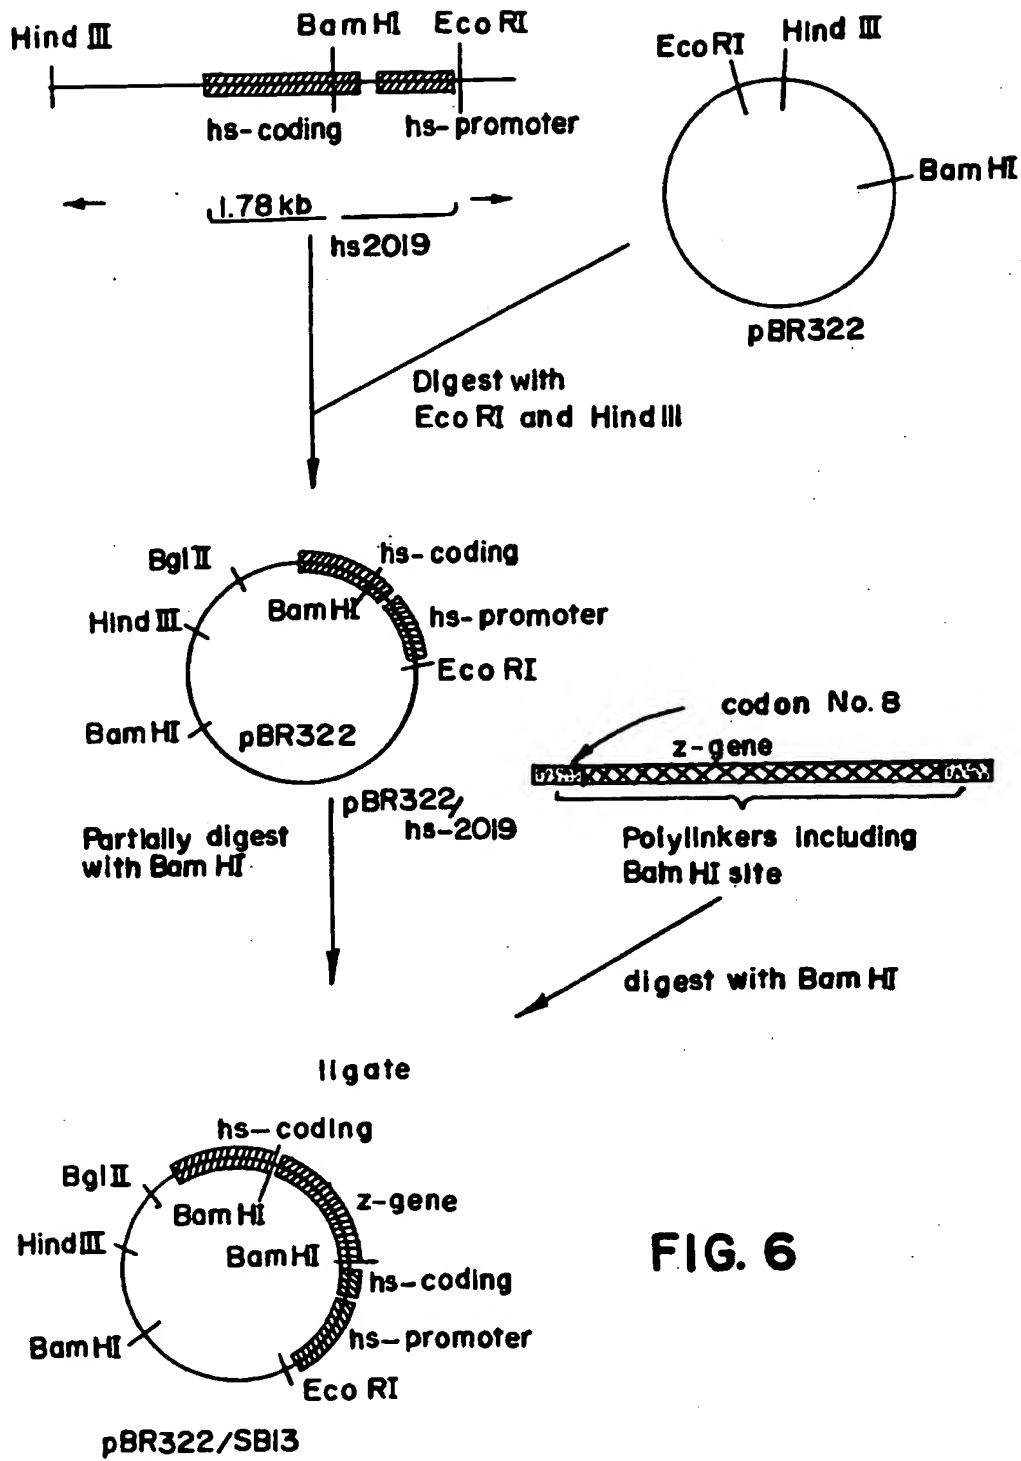 Hind III
Bam HI
Eco RI
hs-coding
hs-promoter
1.78 kb
hs2019
Eco RI
Hind III
Bam HI
pBR322
Digest with
Eco RI and Hind III
Bgl II
hs-coding
Bam HI
Hind III
hs-promoter
Eco RI
Bam HI
pBR322
pBR322/
hs-2019
codon No. 8
z-gene
Polylinkers including
Bam HI site
Partially digest
with Bam HI
digest with Bam HI
ligate
hs-coding
Bgl II
Bam HI
z-gene
Hind III
Bam HI
hs-coding
Bam HI
hs-promoter
Eco RI
pBR322/SB13
FIG. 6